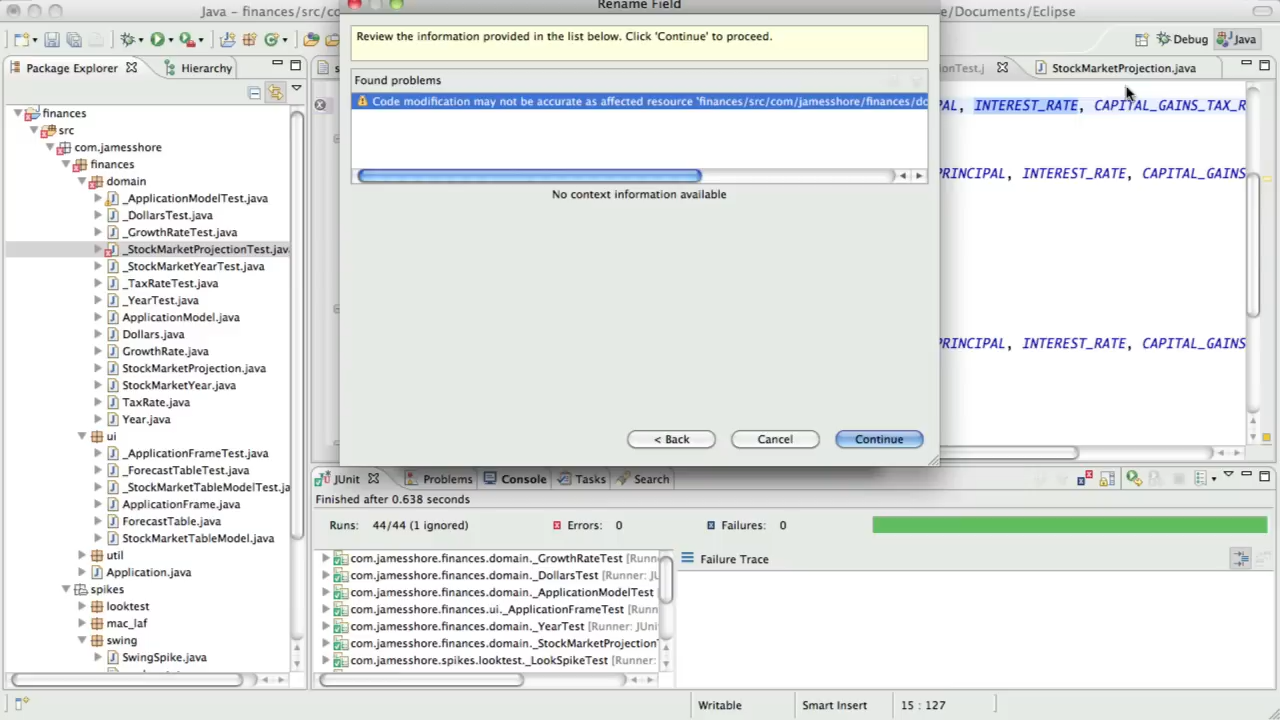 Java – finances/src/co
Rename Field
e/Documents/Eclipse
Debug
Java
Package Explorer
Hierarchy
Review the information provided in the list below. Click 'Continue' to proceed.
Found problems
Code modification may not be accurate as affected resource 'finances/src/com/jamesshore/finances/do
No context information available
< Back
Cancel
Continue
s
onTest.j
StockMarketProjection.java
PAL, INTEREST_RATE, CAPITAL_GAINS_TAX_R
PRINCIPAL, INTEREST_RATE, CAPITAL_GAINS
PRINCIPAL, INTEREST_RATE, CAPITAL_GAINS
finances
src
com.jamesshore
finances
domain
_ApplicationModelTest.java
_DollarsTest.java
_GrowthRateTest.java
_StockMarketProjectionTest.java
_StockMarketYearTest.java
_TaxRateTest.java
_YearTest.java
ApplicationModel.java
Dollars.java
GrowthRate.java
StockMarketProjection.java
StockMarketYear.java
TaxRate.java
Year.java
ui
_ApplicationFrameTest.java
_ForecastTableTest.java
_StockMarketTableModelTest.ja
ApplicationFrame.java
ForecastTable.java
StockMarketTableModel.java
util
Application.java
spikes
looktest
mac_laf
swing
SwingSpike.java
JUnit
Problems
Console
Tasks
Search
Finished after 0.638 seconds
Runs: 44/44 (1 ignored)
Errors: 0
Failures: 0
com.jamesshore.finances.domain._GrowthRateTest [Runn
com.jamesshore.finances.domain._DollarsTest [Runner: JU
com.jamesshore.finances.domain._ApplicationModelTest
com.jamesshore.finances.ui._ApplicationFrameTest [Runn
com.jamesshore.finances.domain._YearTest [Runner: JUni
com.jamesshore.finances.domain._StockMarketProjection
com.jamesshore.spikes.looktest._LookSpikeTest [Runner:
Failure Trace
Writable
Smart Insert
15 : 127